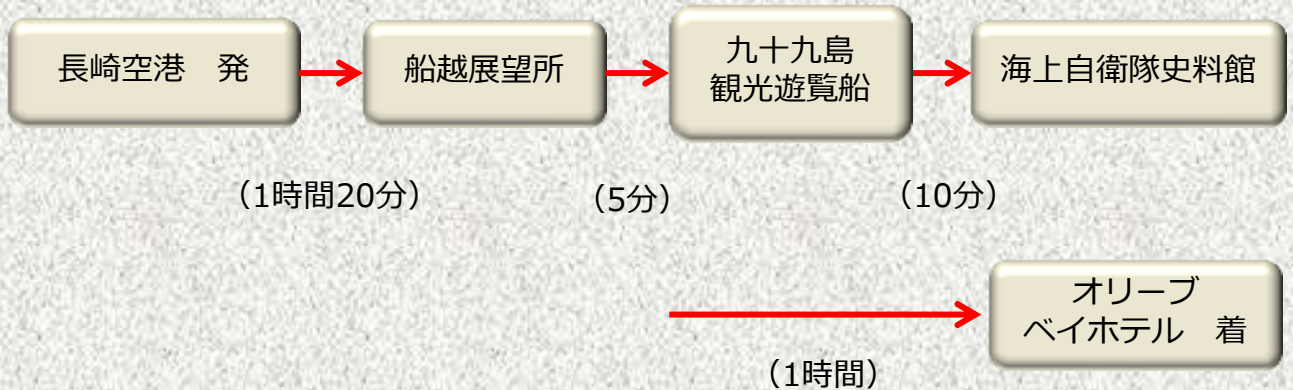 長崎空港　発
船越展望所
九十九島
観光遊覧船
海上自衛隊史料館
（1時間20分）
（5分）
（10分）
オリーブ
ベイホテル　着
（1時間）